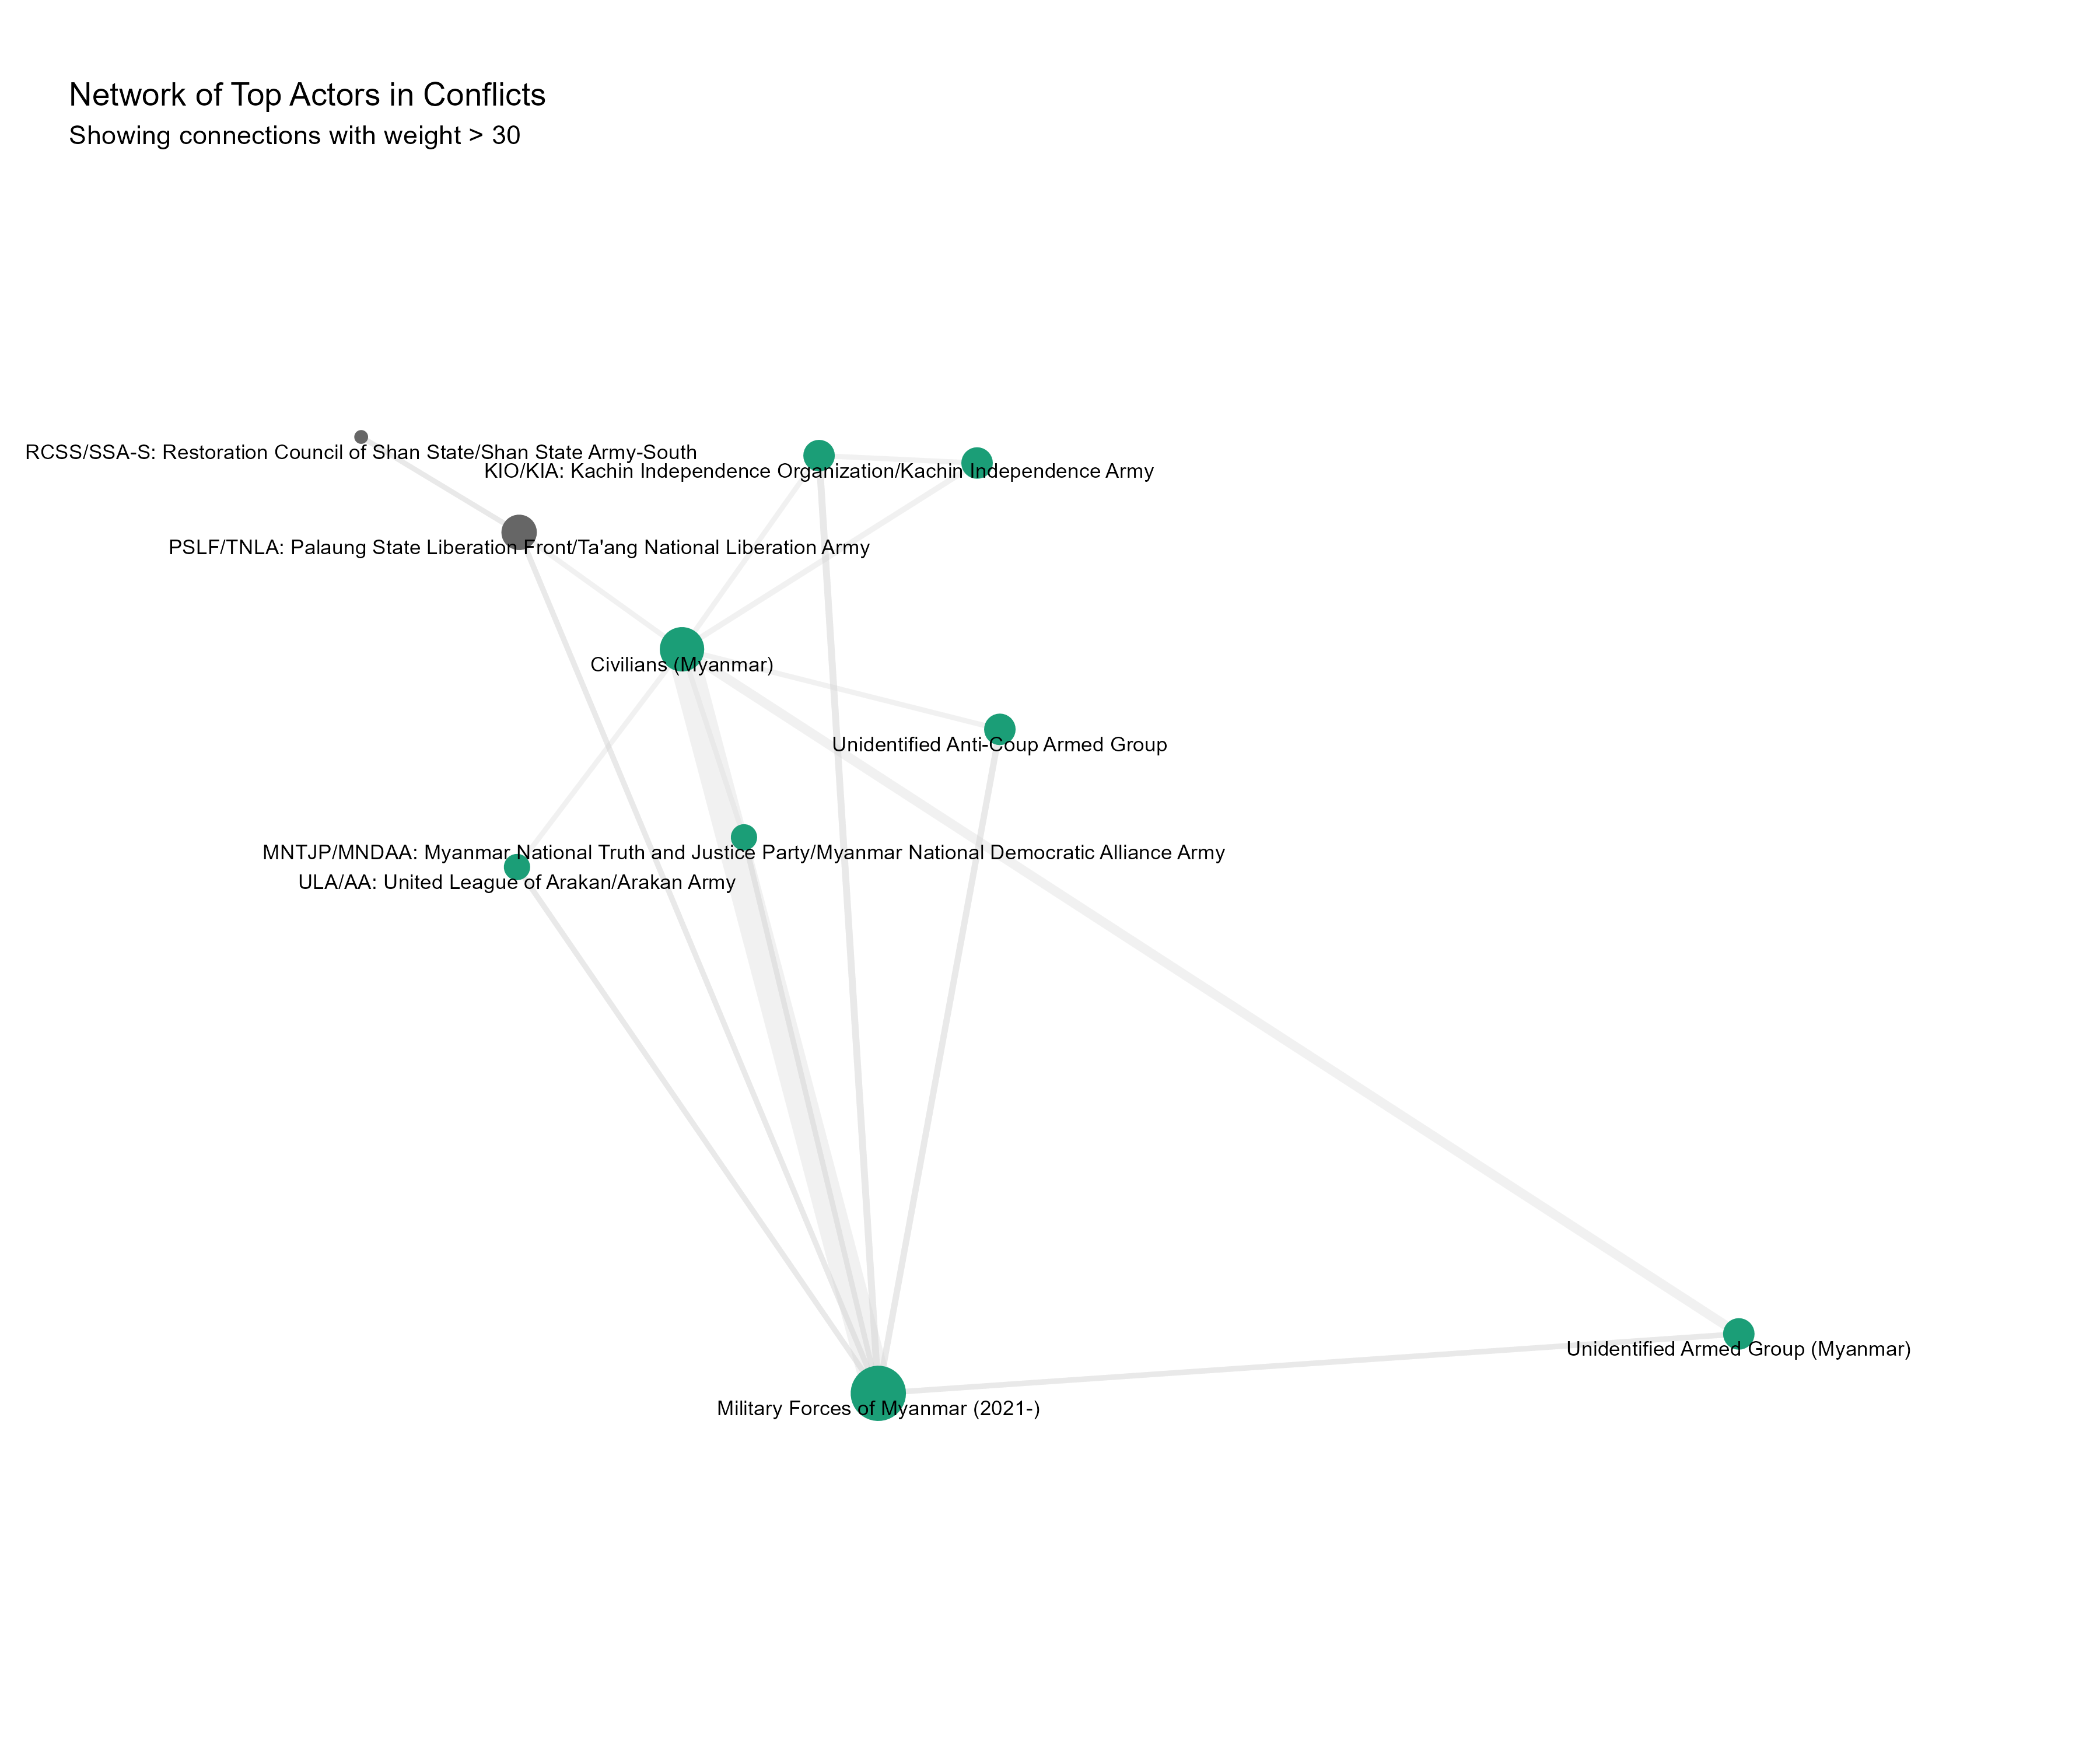 Network of Top Actors in Conflicts
Showing connections with weight > 30
RCSS/SSA-S: Restoration Council of Shan State/Shan State Army-South
KIO/KIA: Kachin Independence Organization/Kachin Independence Army
PSLF/TNLA: Palaung State Liberation Front/Ta'ang National Liberation Army
Civilians (Myanmar)
Unidentified Anti-Coup Armed Group
MNTJP/MNDAA: Myanmar National Truth and Justice Party/Myanmar National Democratic Alliance Army
ULA/AA: United League of Arakan/Arakan Army
Unidentified Armed Group (Myanmar)
Military Forces of Myanmar (2021-)